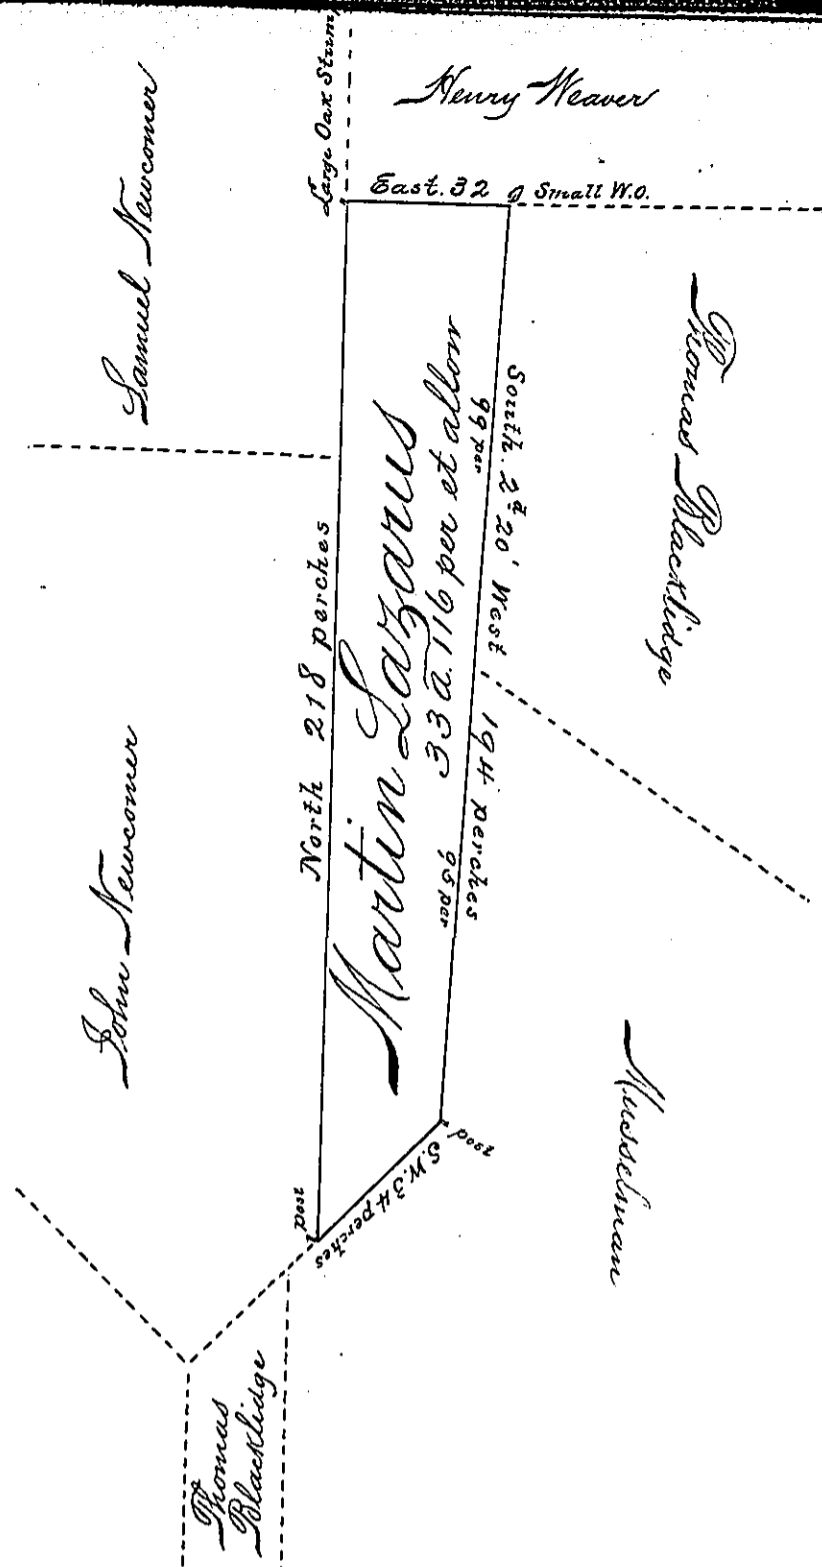 Henry Weaver
Large Oak Stump
East. 32
Small W.O.
Samuel Newcomer
Thomas Blacklidge
South. 2ᵈ 20' West 194 perches
99 per
95 per
Martin Lazarus
33 a. 116 per et allow
North 218 perches
John Newcomer
Musselman
post
S.W. 34 perches
post
Thomas
Blacklidge